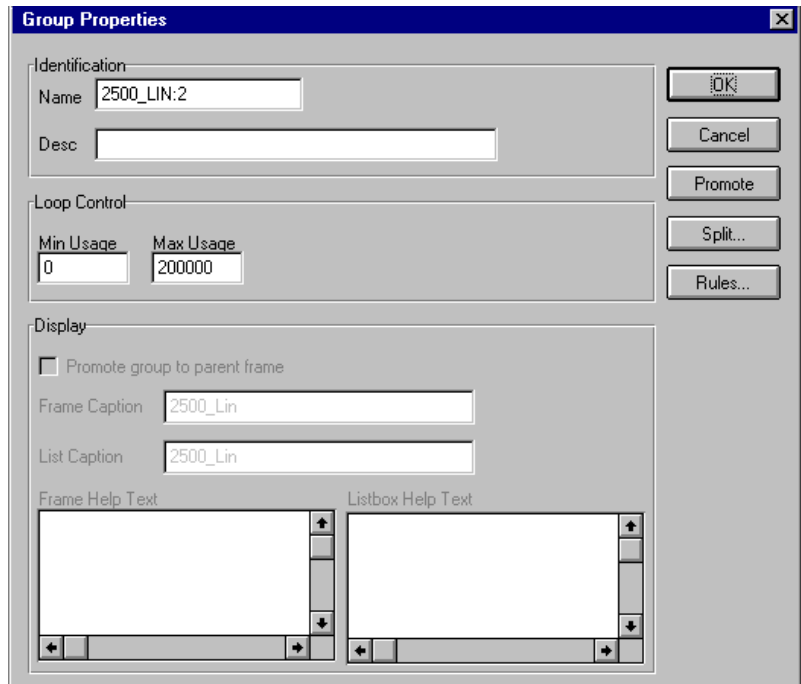 Group Properties
Identification
Name 2500_LIN:2
Desc
OK
Cancel
Promote
Split...
Rules...
Loop Control
Min Usage Max Usage
0 200000
Display
Promote group to parent frame
Frame Caption 2500_Lin
List Caption 2500_Lin
Frame Help Text Listbox Help Text